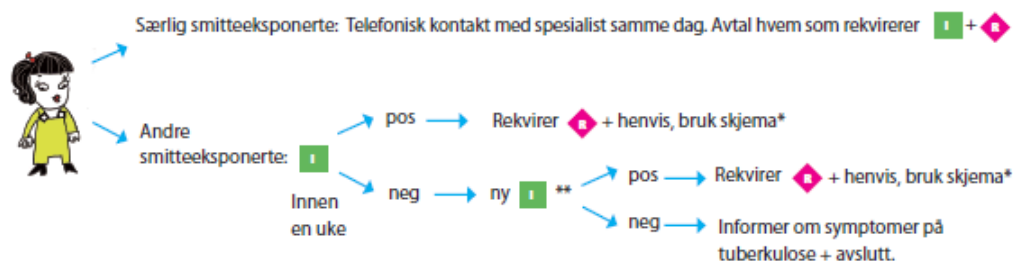 Særlig smitteeksponerte: Telefonisk kontakt med spesialist samme dag. Avtal hvem som rekvirerer I + R
Andre
smitteeksponerte: I
Innen
en uke
pos Rekvirer R + henvis, bruk skjema*
neg ny I **
pos Rekvirer R + henvis, bruk skjema*
neg Informer om symptomer på
tuberkulose + avslutt.